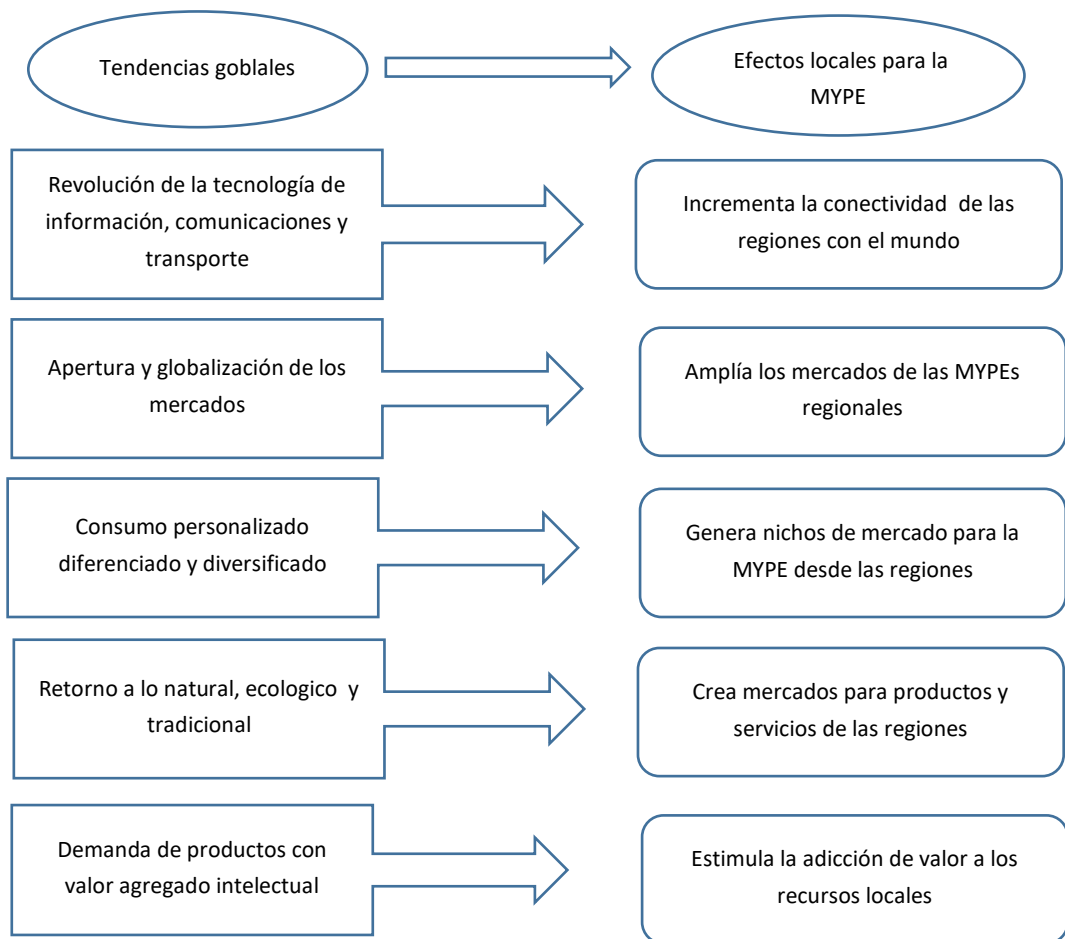 Tendencias goblales
Efectos locales para la
MYPE
Revolución de la tecnología de
información, comunicaciones y
transporte
Incrementa la conectividad  de las
regiones con el mundo
Apertura y globalización de los
mercados
Amplía los mercados de las MYPEs
regionales
Consumo personalizado
diferenciado y diversificado
Genera nichos de mercado para la
MYPE desde las regiones
Retorno a lo natural, ecologico  y
tradicional
Crea mercados para productos y
servicios de las regiones
Demanda de productos con
valor agregado intelectual
Estimula la adicción de valor a los
recursos locales